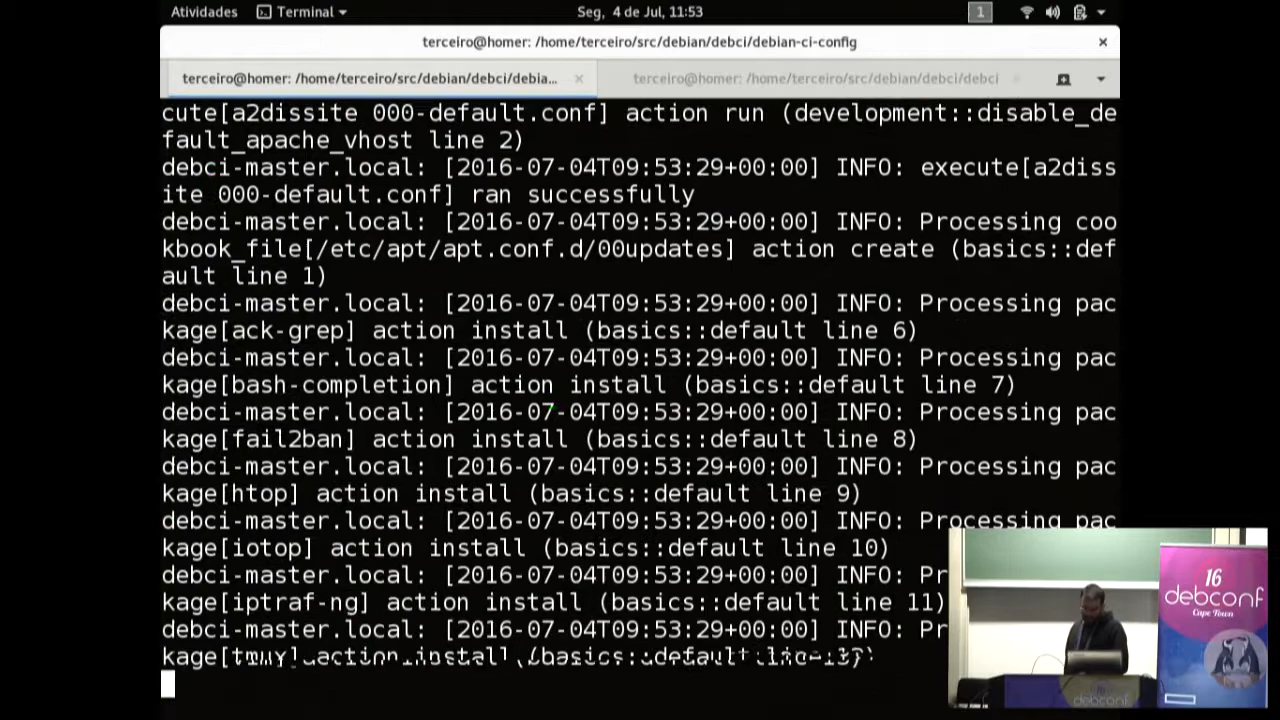 Atividades Terminal Seg, 4 de Jul, 11:53 1
terceiro@homer: /home/terceiro/src/debian/debci/debian-ci-config ×
terceiro@homer: /home/terceiro/src/debian/debci/debia... × terceiro@homer: /home/terceiro/src/debian/debci/debci
cute[a2dissite 000-default.conf] action run (development::disable_de
fault_apache_vhost line 2)
debci-master.local: [2016-07-04T09:53:29+00:00] INFO: execute[a2diss
ite 000-default.conf] ran successfully
debci-master.local: [2016-07-04T09:53:29+00:00] INFO: Processing coo
kbook_file[/etc/apt/apt.conf.d/00updates] action create (basics::def
ault line 1)
debci-master.local: [2016-07-04T09:53:29+00:00] INFO: Processing pac
kage[ack-grep] action install (basics::default line 6)
debci-master.local: [2016-07-04T09:53:29+00:00] INFO: Processing pac
kage[bash-completion] action install (basics::default line 7)
debci-master.local: [2016-07-04T09:53:29+00:00] INFO: Processing pac
kage[fail2ban] action install (basics::default line 8)
debci-master.local: [2016-07-04T09:53:29+00:00] INFO: Processing pac
kage[htop] action install (basics::default line 9)
debci-master.local: [2016-07-04T09:53:29+00:00] INFO: Processing pac
kage[iotop] action install (basics::default line 10)
debci-master.local: [2016-07-04T09:53:29+00:00] INFO: Pr
kage[iptraf-ng] action install (basics::default line 11)
debci-master.local: [2016-07-04T09:53:29+00:00] INFO: Pr
action install (basics::default line
16
debconf
Cape Town
16
debconf